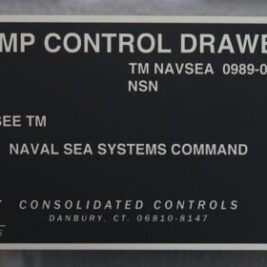 MP CONTROL DRAWE
TM NAVSEA 0989-0
NSN
SEE TM
NAVAL SEA SYSTEMS COMMAND
CONSOLIDATED CONTROLS
DANBURY, CT. 06810-8147